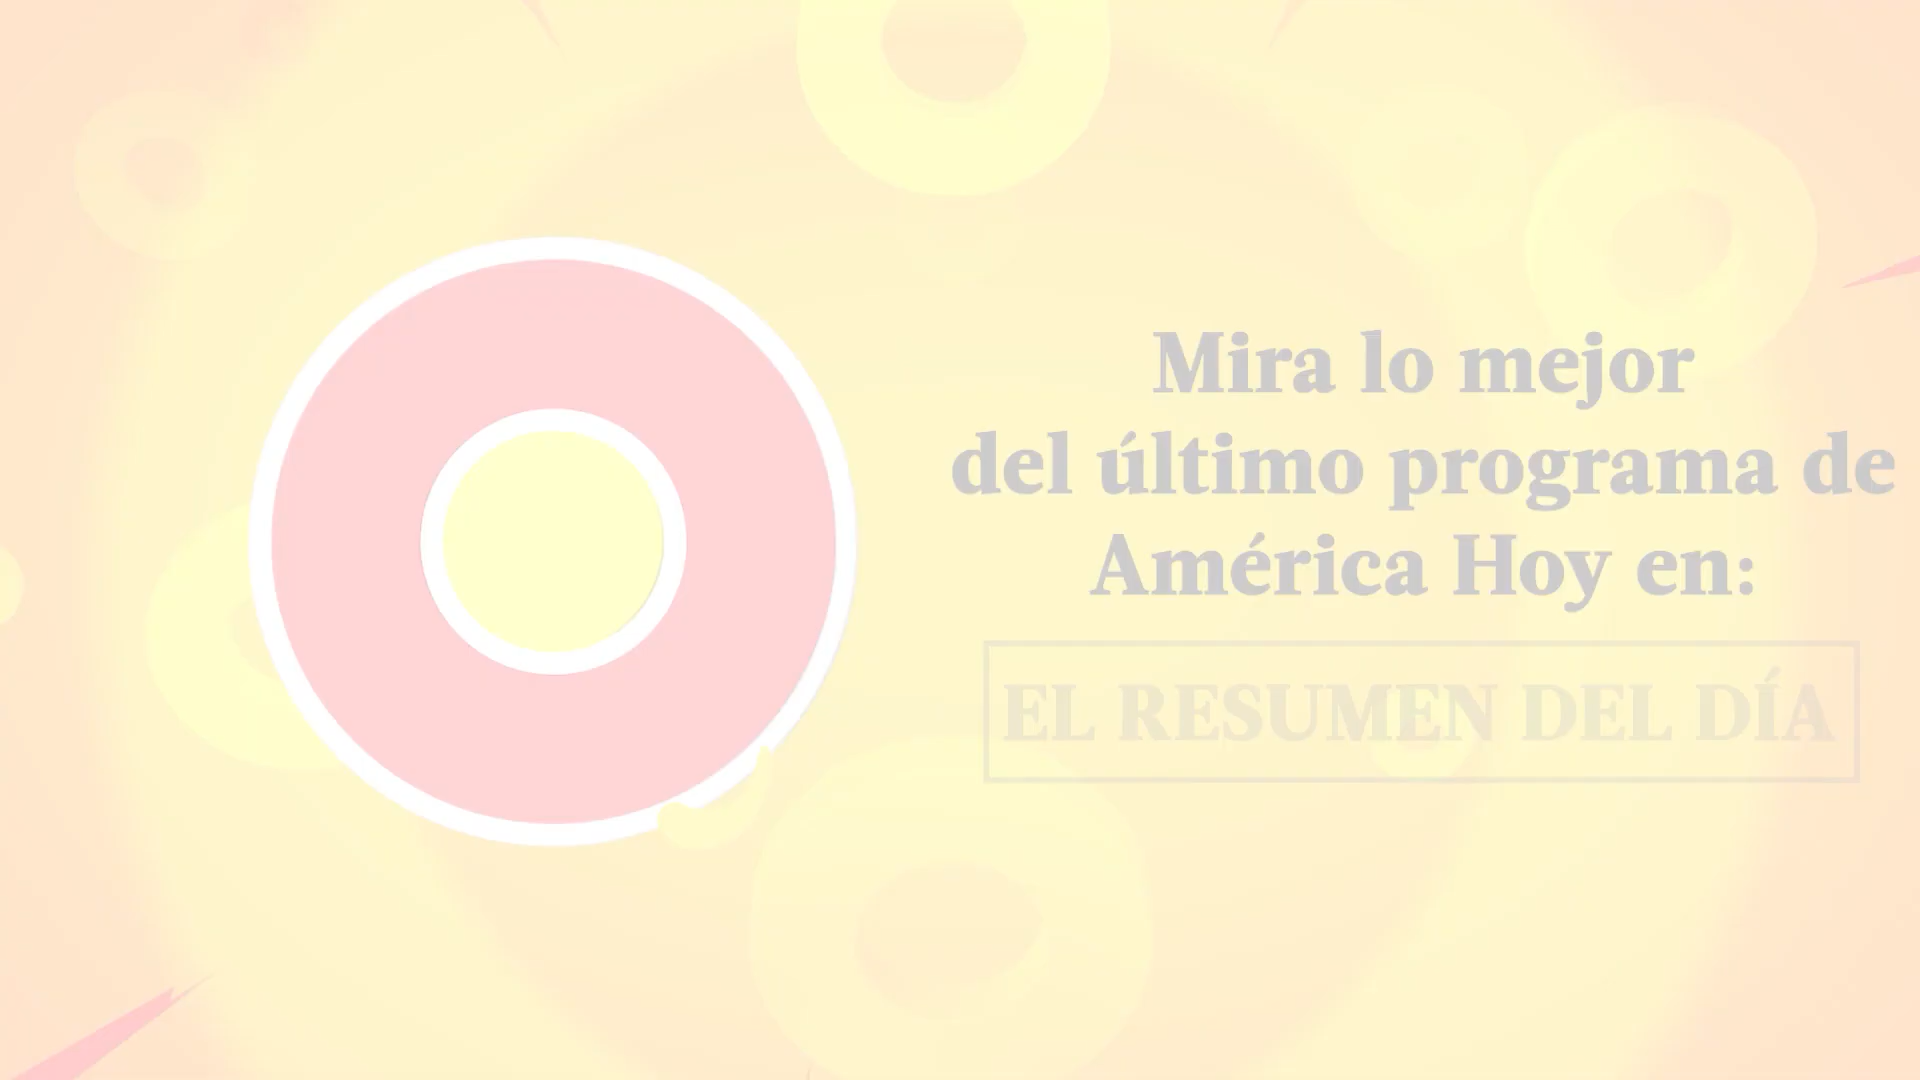 Mira lo mejor
del último programa de
América Hoy en:
EL RESUMEN DEL DÍA